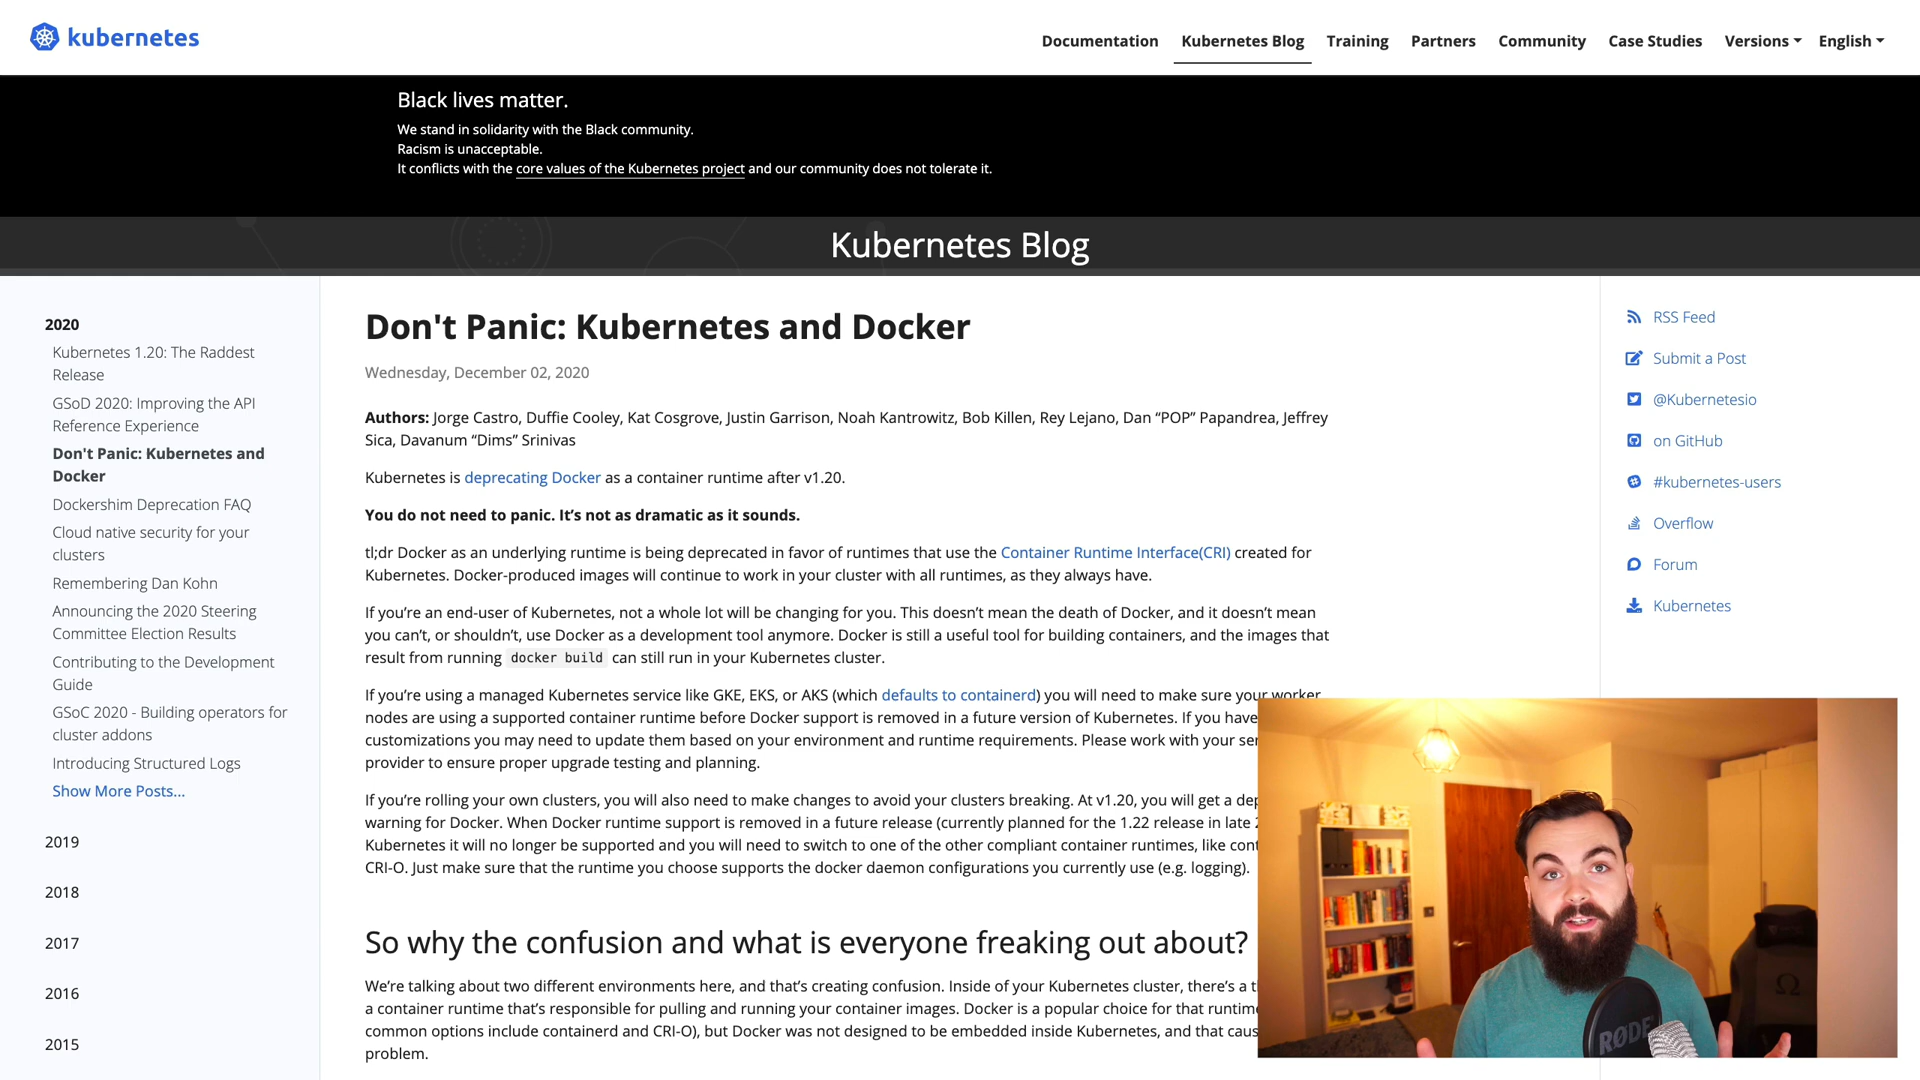 kubernetes
Documentation
Kubernetes Blog
Training
Partners
Community
Case Studies
Versions
English
Black lives matter.
We stand in solidarity with the Black community.
Racism is unacceptable.
It conflicts with the core values of the Kubernetes project and our community does not tolerate it.
Kubernetes Blog
2020
Kubernetes 1.20: The Raddest
Release
GSoD 2020: Improving the API
Reference Experience
Don't Panic: Kubernetes and
Docker
Dockershim Deprecation FAQ
Cloud native security for your
clusters
Remembering Dan Kohn
Announcing the 2020 Steering
Committee Election Results
Contributing to the Development
Guide
GSoC 2020 - Building operators for
cluster addons
Introducing Structured Logs
Show More Posts...
2019
2018
2017
2016
2015
Don't Panic: Kubernetes and Docker
Wednesday, December 02, 2020
Authors: Jorge Castro, Duffie Cooley, Kat Cosgrove, Justin Garrison, Noah Kantrowitz, Bob Killen, Rey Lejano, Dan “POP” Papandrea, Jeffrey
Sica, Davanum “Dims” Srinivas
Kubernetes is deprecating Docker as a container runtime after v1.20.
You do not need to panic. It’s not as dramatic as it sounds.
tl;dr Docker as an underlying runtime is being deprecated in favor of runtimes that use the Container Runtime Interface(CRI) created for
Kubernetes. Docker-produced images will continue to work in your cluster with all runtimes, as they always have.
If you’re an end-user of Kubernetes, not a whole lot will be changing for you. This doesn’t mean the death of Docker, and it doesn’t mean
you can’t, or shouldn’t, use Docker as a development tool anymore. Docker is still a useful tool for building containers, and the images that
result from running docker build can still run in your Kubernetes cluster.
If you’re using a managed Kubernetes service like GKE, EKS, or AKS (which defaults to containerd) you will need to make sure your worker
nodes are using a supported container runtime before Docker support is removed in a future version of Kubernetes. If you have
customizations you may need to update them based on your environment and runtime requirements. Please work with your ser
provider to ensure proper upgrade testing and planning.
If you’re rolling your own clusters, you will also need to make changes to avoid your clusters breaking. At v1.20, you will get a dep
warning for Docker. When Docker runtime support is removed in a future release (currently planned for the 1.22 release in late 2
Kubernetes it will no longer be supported and you will need to switch to one of the other compliant container runtimes, like cont
CRI-O. Just make sure that the runtime you choose supports the docker daemon configurations you currently use (e.g. logging).
So why the confusion and what is everyone freaking out about?
We’re talking about two different environments here, and that’s creating confusion. Inside of your Kubernetes cluster, there’s a t
a container runtime that’s responsible for pulling and running your container images. Docker is a popular choice for that runtime
common options include containerd and CRI-O), but Docker was not designed to be embedded inside Kubernetes, and that caus
problem.
RSS Feed
Submit a Post
@Kubernetesio
on GitHub
#kubernetes-users
Overflow
Forum
Kubernetes
RØDE